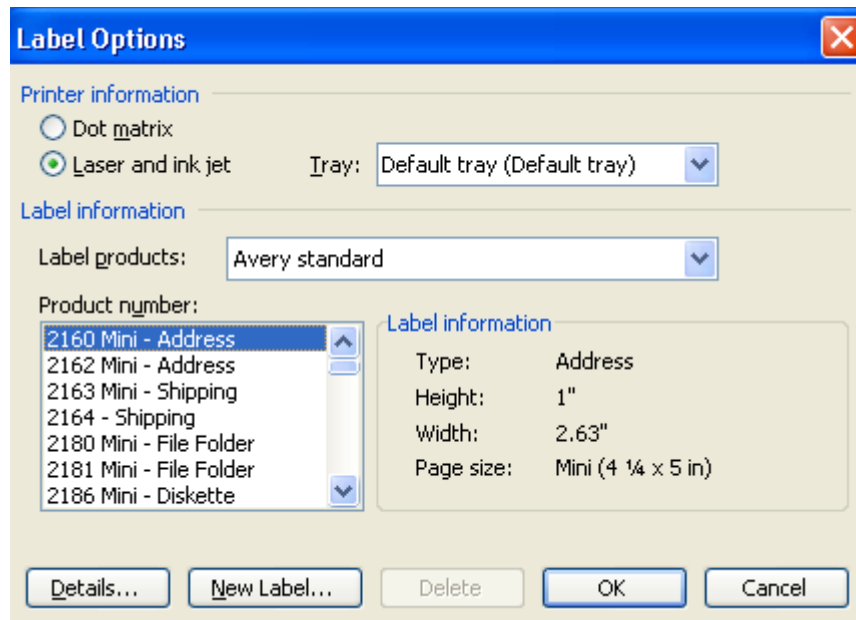 Label Options
Printer information
Dot matrix
Laser and ink jet
Tray: Default tray (Default tray)
Label information
Label products: Avery standard
Product number:
2160 Mini - Address
2162 Mini - Address
2163 Mini - Shipping
2164 - Shipping
2180 Mini - File Folder
2181 Mini - File Folder
2186 Mini - Diskette
Label information
Type: Address
Height: 1"
Width: 2.63"
Page size: Mini (4 ¼ x 5 in)
Details... New Label... Delete OK Cancel